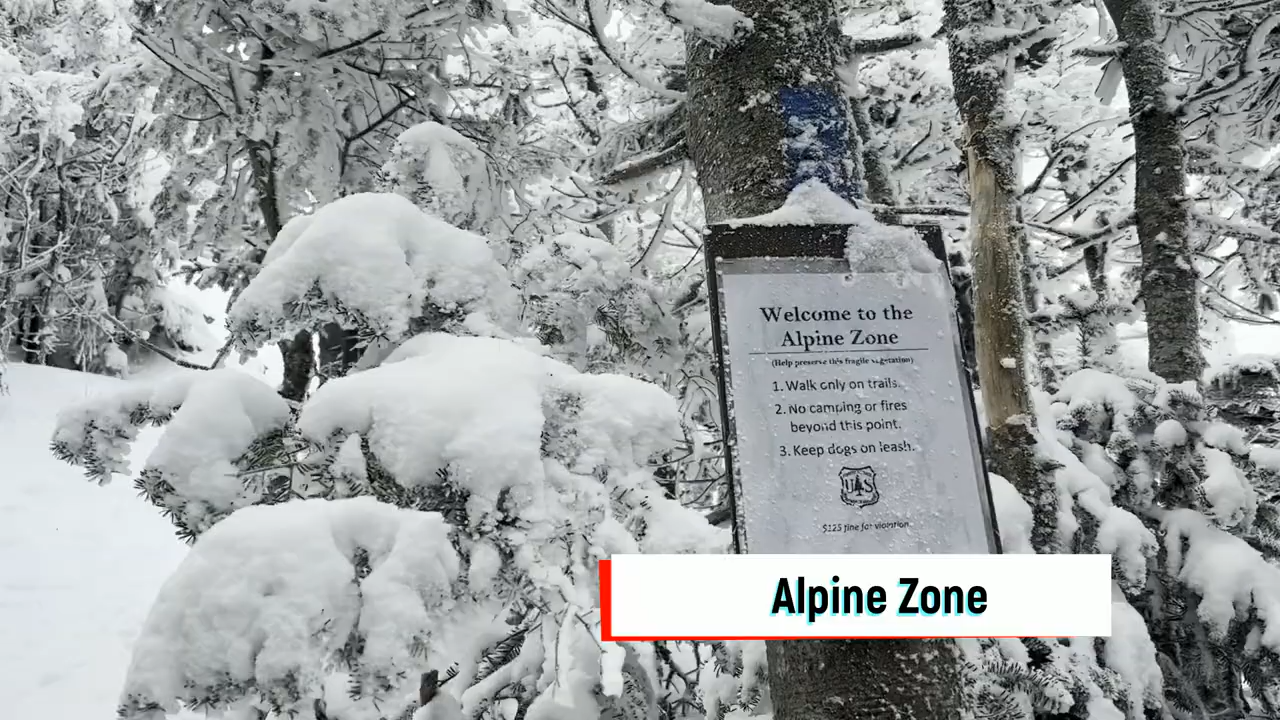 Welcome to the
Alpine Zone
(Help preserve this fragile vegetation)
1. Walk only on trails.
2. No camping or fires
beyond this point.
3. Keep dogs on leash.
U S
$125 fine for violation
Alpine Zone